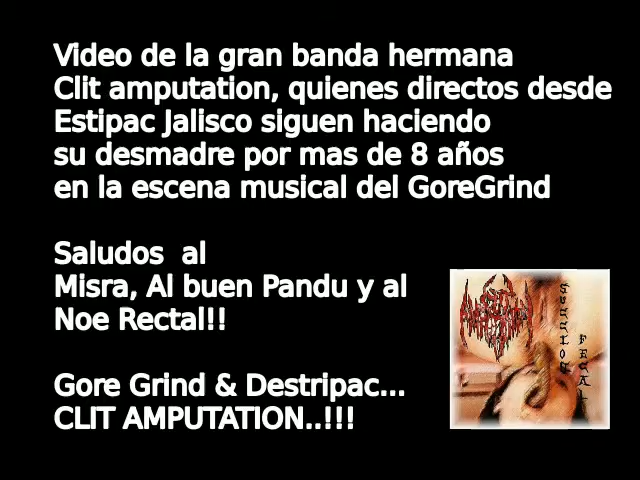 Video de la gran banda hermana
Clit amputation, quienes directos desde
Estipac Jalisco siguen haciendo
su desmadre por mas de 8 años
en la escena musical del GoreGrind
Saludos al
Misra, Al buen Pandu y al
Noe Rectal!!
Gore Grind & Destripac...
CLIT AMPUTATION..!!!